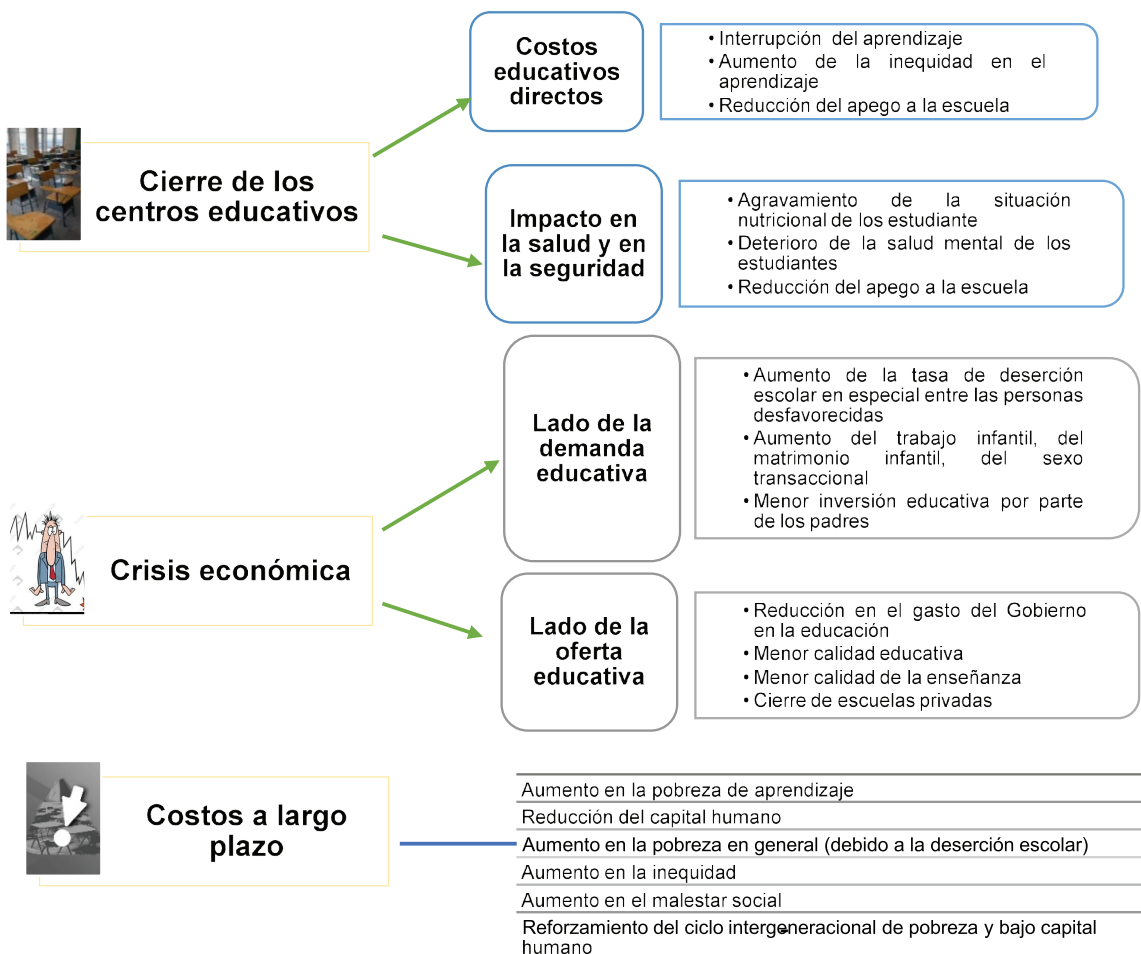 Cierre de los
centros educativos
Costos
educativos
directos
• Interrupción del aprendizaje
• Aumento de la inequidad en el
aprendizaje
• Reducción del apego a la escuela
Impacto en
la salud y en
la seguridad
• Agravamiento de la situación
nutricional de los estudiante
• Deterioro de la salud mental de los
estudiantes
• Reducción del apego a la escuela
Crisis económica
Lado de la
demanda
educativa
• Aumento de la tasa de deserción
escolar en especial entre las personas
desfavorecidas
• Aumento del trabajo infantil, del
matrimonio infantil, del sexo
transaccional
• Menor inversión educativa por parte
de los padres
Lado de la
oferta
educativa
• Reducción en el gasto del Gobierno
en la educación
• Menor calidad educativa
• Menor calidad de la enseñanza
• Cierre de escuelas privadas
Costos a largo
plazo
Aumento en la pobreza de aprendizaje
Reducción del capital humano
Aumento en la pobreza en general (debido a la deserción escolar)
Aumento en la inequidad
Aumento en el malestar social
Reforzamiento del ciclo intergeneracional de pobreza y bajo capital
humano